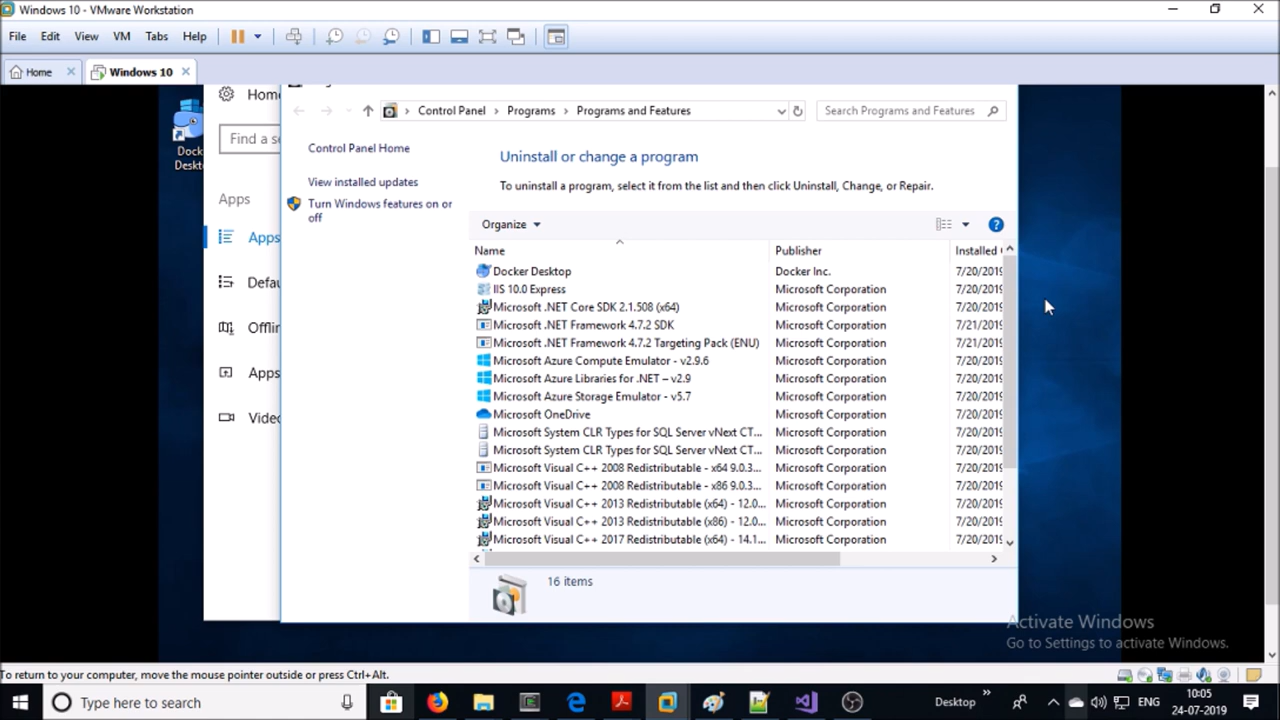 Windows 10 - VMware Workstation
File Edit View VM Tabs Help
Home Windows 10
Hom
Control Panel Programs Programs and Features Search Programs and Features
Find a se
Dock
Deskt
Control Panel Home
Uninstall or change a program
View installed updates
To uninstall a program, select it from the list and then click Uninstall, Change, or Repair.
Turn Windows features on or
off
Apps
Organize
Apps
Defau
Offlin
Apps
Video
Name Publisher Installed
Docker Desktop Docker Inc. 7/20/2019
IIS 10.0 Express Microsoft Corporation 7/20/2019
Microsoft .NET Core SDK 2.1.508 (x64) Microsoft Corporation 7/20/2019
Microsoft .NET Framework 4.7.2 SDK Microsoft Corporation 7/21/2019
Microsoft .NET Framework 4.7.2 Targeting Pack (ENU) Microsoft Corporation 7/21/2019
Microsoft Azure Compute Emulator - v2.9.6 Microsoft Corporation 7/20/2019
Microsoft Azure Libraries for .NET – v2.9 Microsoft Corporation 7/20/2019
Microsoft Azure Storage Emulator - v5.7 Microsoft Corporation 7/20/2019
Microsoft OneDrive Microsoft Corporation 7/20/2019
Microsoft System CLR Types for SQL Server vNext CT... Microsoft Corporation 7/20/2019
Microsoft System CLR Types for SQL Server vNext CT... Microsoft Corporation 7/20/2019
Microsoft Visual C++ 2008 Redistributable - x64 9.0.3... Microsoft Corporation 7/20/2019
Microsoft Visual C++ 2008 Redistributable - x86 9.0.3... Microsoft Corporation 7/20/2019
Microsoft Visual C++ 2013 Redistributable (x64) - 12.0... Microsoft Corporation 7/20/2019
Microsoft Visual C++ 2013 Redistributable (x86) - 12.0... Microsoft Corporation 7/20/2019
Microsoft Visual C++ 2017 Redistributable (x64) - 14.1... Microsoft Corporation 7/20/2019
16 items
Activate Windows
Go to Settings to activate Windows.
To return to your computer, move the mouse pointer outside or press Ctrl+Alt.
Type here to search
Desktop
ENG
10:05
24-07-2019